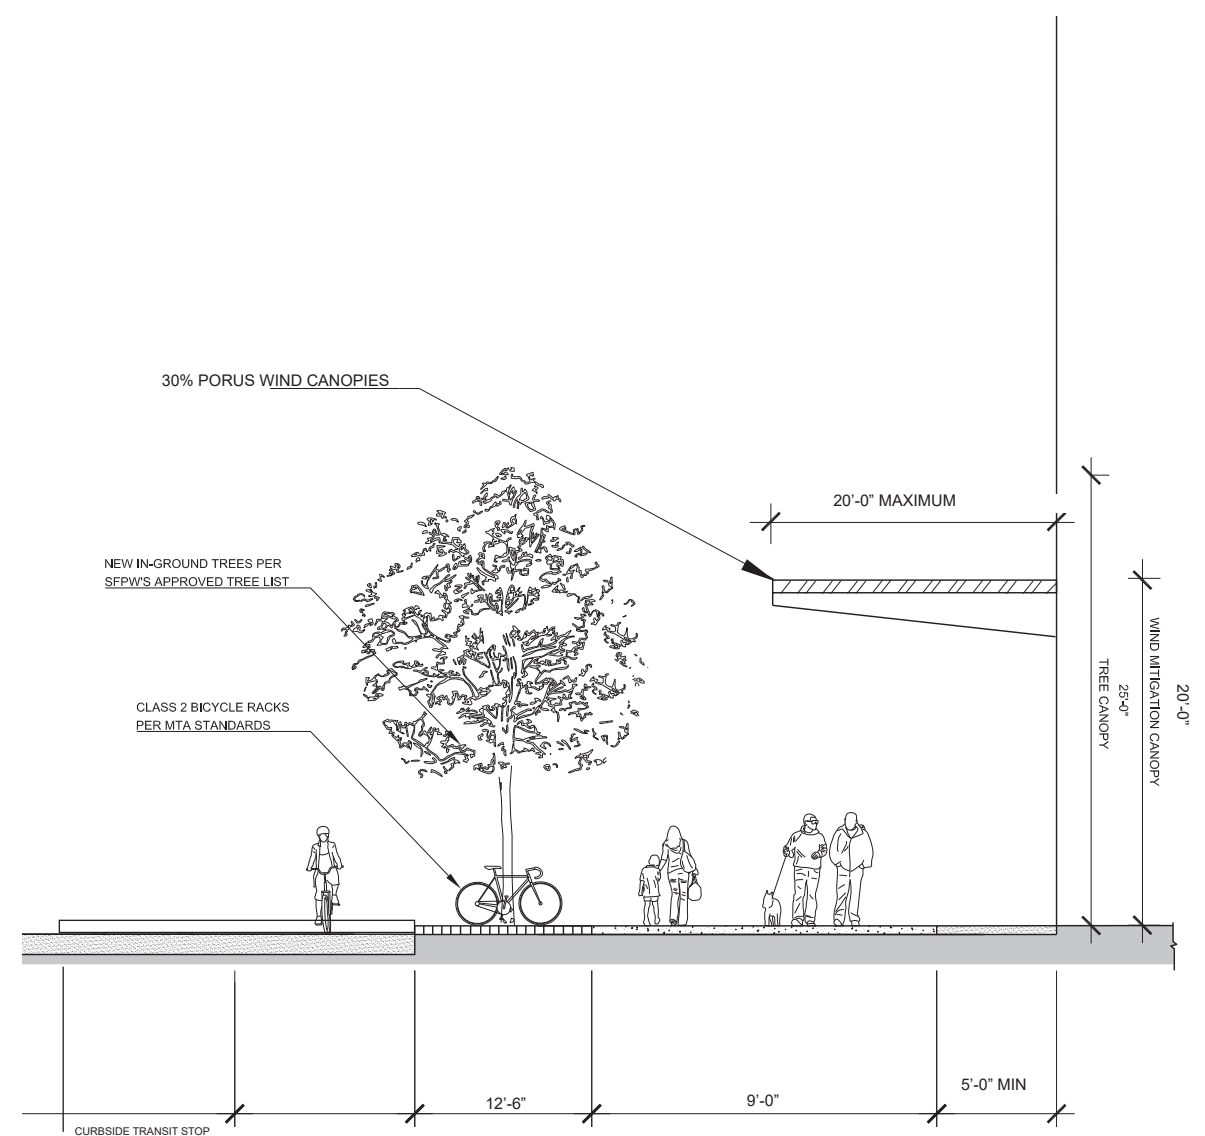 30% PORUS WIND CANOPIES
20’-0” MAXIMUM
NEW IN-GROUND TREES PER
SFPW'S APPROVED TREE LIST
CLASS 2 BICYCLE RACKS
PER MTA STANDARDS
20’-0”
WIND MITIGATION CANOPY
25’-0”
TREE CANOPY
5’-0” MIN
12’-6”
9’-0”
CURBSIDE TRANSIT STOP